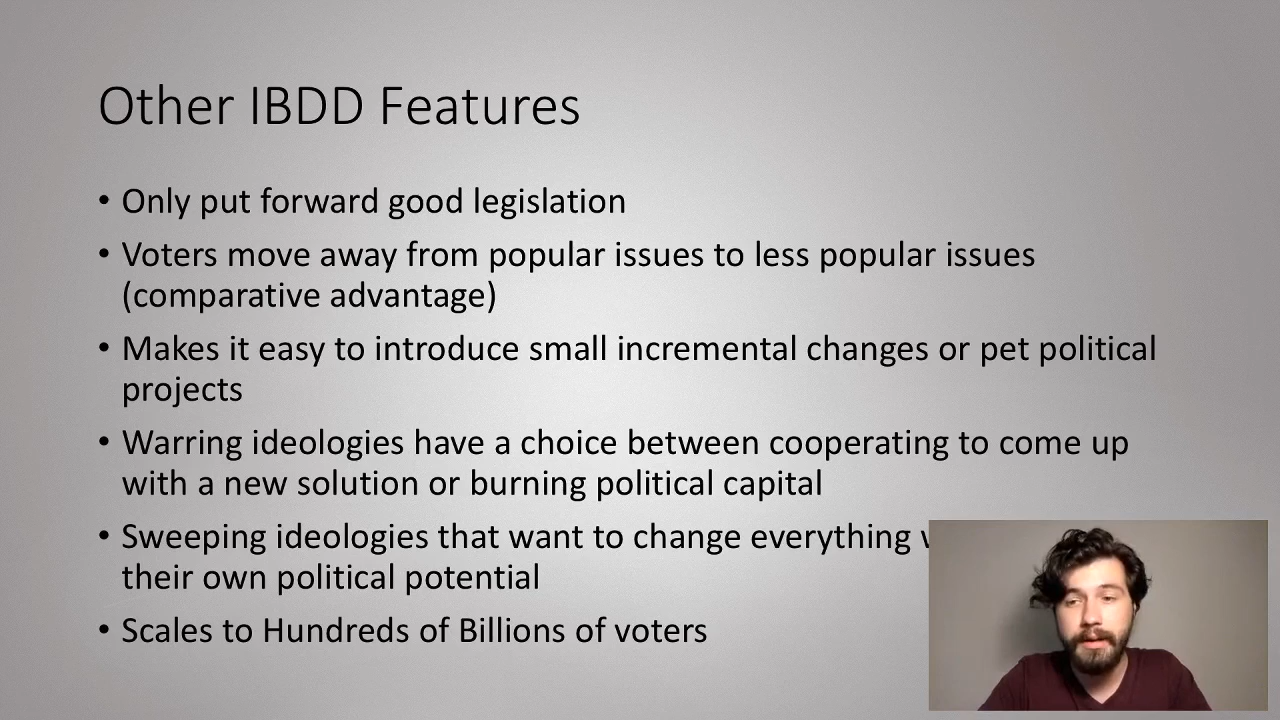 Other IBDD Features
• Only put forward good legislation
• Voters move away from popular issues to less popular issues
(comparative advantage)
• Makes it easy to introduce small incremental changes or pet political
projects
• Warring ideologies have a choice between cooperating to come up
with a new solution or burning political capital
• Sweeping ideologies that want to change everything
their own political potential
• Scales to Hundreds of Billions of voters